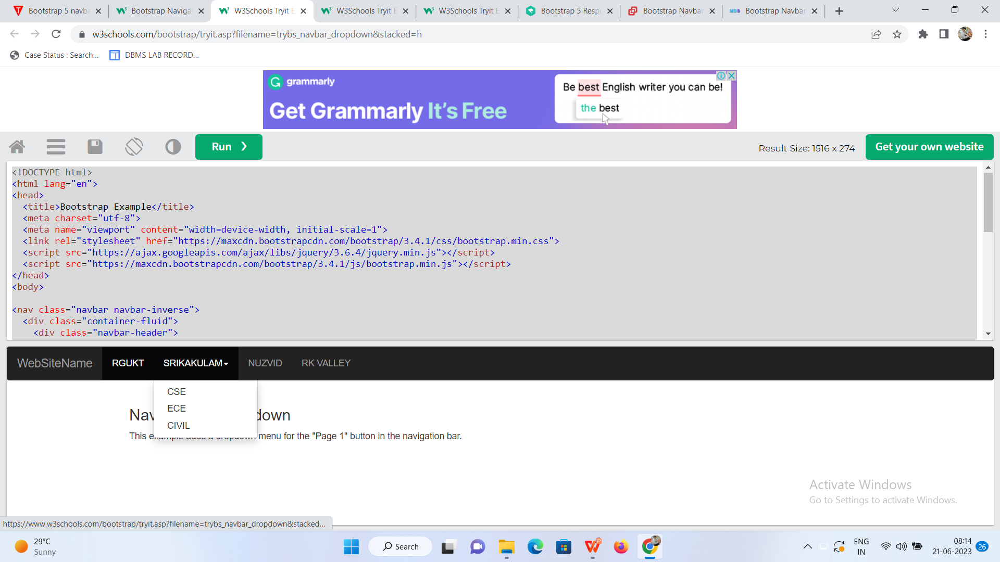 Bootstrap 5 navba
Bootstrap Navigat
W3Schools Tryit E
W3Schools Tryit E
W3Schools Tryit E
Bootstrap 5 Resp
Bootstrap Navbar
MDB Bootstrap Navbar
w3schools.com/bootstrap/tryit.asp?filename=trybs_navbar_dropdown&stacked=h
Case Status : Search...
DBMS LAB RECORD...
grammarly
Get Grammarly It's Free
Be best English writer you can be!
the best
Run ❯
Result Size: 1516 x 274
Get your own website
<!DOCTYPE html>
<html lang="en">
<head>
<title>Bootstrap Example</title>
<meta charset="utf-8">
<meta name="viewport" content="width=device-width, initial-scale=1">
<link rel="stylesheet" href="https://maxcdn.bootstrapcdn.com/bootstrap/3.4.1/css/bootstrap.min.css">
<script src="https://ajax.googleapis.com/ajax/libs/jquery/3.6.4/jquery.min.js"></script>
<script src="https://maxcdn.bootstrapcdn.com/bootstrap/3.4.1/js/bootstrap.min.js"></script>
</head>
<body>
<nav class="navbar navbar-inverse">
<div class="container-fluid">
<div class="navbar-header">
WebSiteName RGUKT SRIKAKULAM NUZVID RK VALLEY
CSE
ECE
CIVIL
Nav down
This example adds a dropdown menu for the "Page 1" button in the navigation bar.
Activate Windows
Go to Settings to activate Windows.
https://www.w3schools.com/bootstrap/tryit.asp?filename=trybs_navbar_dropdown&stacked...
29°C
Sunny
Search
ENG
IN
08:14
21-06-2023
26